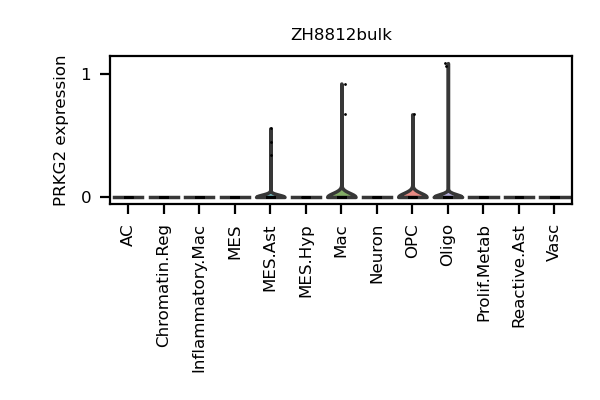 ZH8812bulk
PRKG2 expression
1
0
AC
Chromatin.Reg
Inflammatory.Mac
MES
MES.Ast
MES.Hyp
Mac
Neuron
OPC
Oligo
Prolif.Metab
Reactive.Ast
Vasc